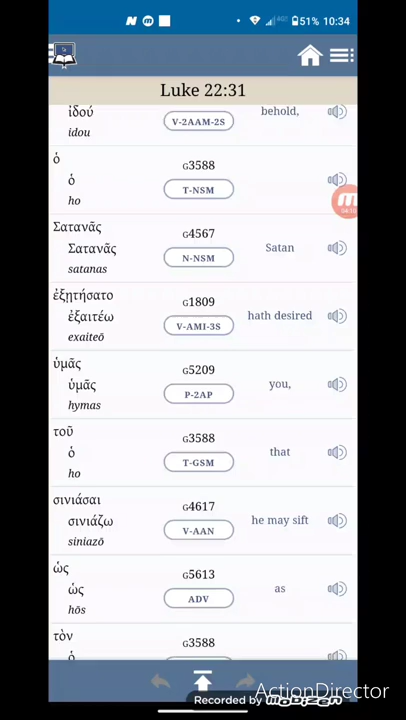 N m 4G 51% 10:34
Luke 22:31
ἰδού V-2AAM-2S behold,
idou
ὁ G3588
ὁ T-NSM
ho
Σατανᾶς G4567
Σατανᾶς N-NSM Satan
satanas
ἐξῃτήσατο G1809
ἐξαιτέω V-AMI-3S hath desired
exaiteō
ὑμᾶς G5209
ὑμᾶς P-2AP you,
hymas
τοῦ G3588
ὁ T-GSM that
ho
σινιάσαι G4617
σινιάζω V-AAN he may sift
siniazō
ὡς G5613
ὡς ADV as
hōs
τὸν G3588
ὁ
ActionDirector
Recorded by mobizen